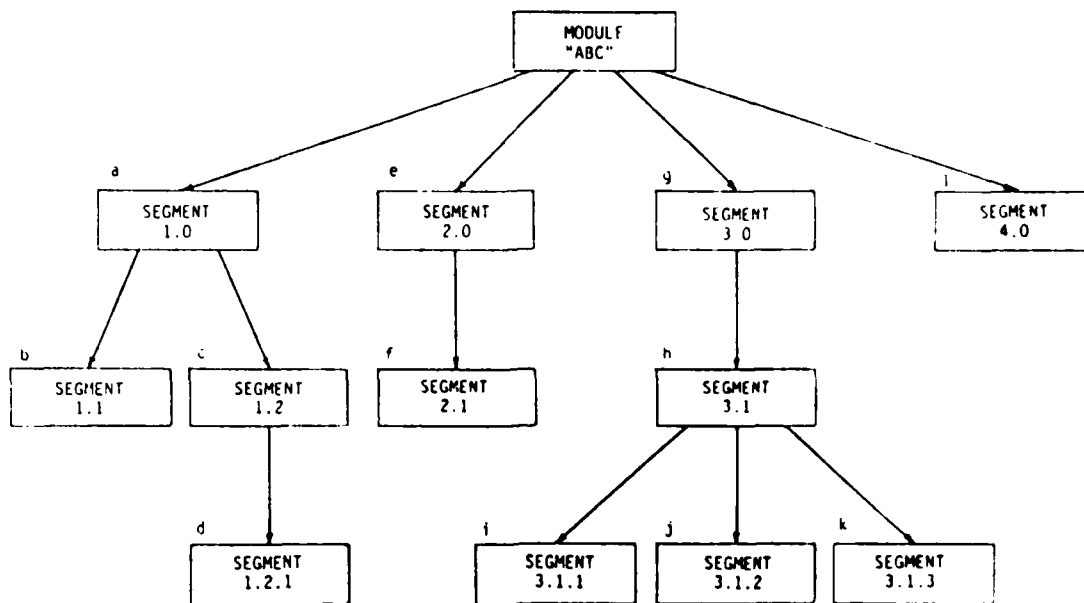 MODULE
"ABC"
a
e
g
l
SEGMENT
1.0
SEGMENT
2.0
SEGMENT
3 0
SEGMENT
4.0
b
c
f
h
SEGMENT
1.1
SEGMENT
1.2
SEGMENT
2.1
SEGMENT
3.1
d
i
j
k
SEGMENT
1.2.1
SEGMENT
3.1.1
SEGMENT
3.1.2
SEGMENT
3.1.3